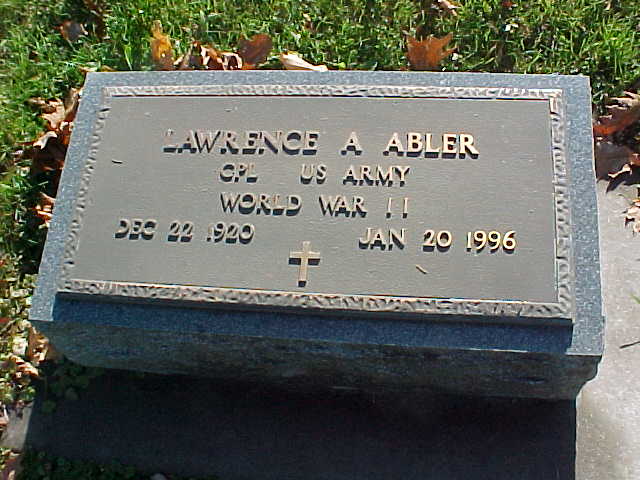 LAWRENCE A ABLER
CPL US ARMY
WORLD WAR II
DEC 22 1920 JAN 20 1996